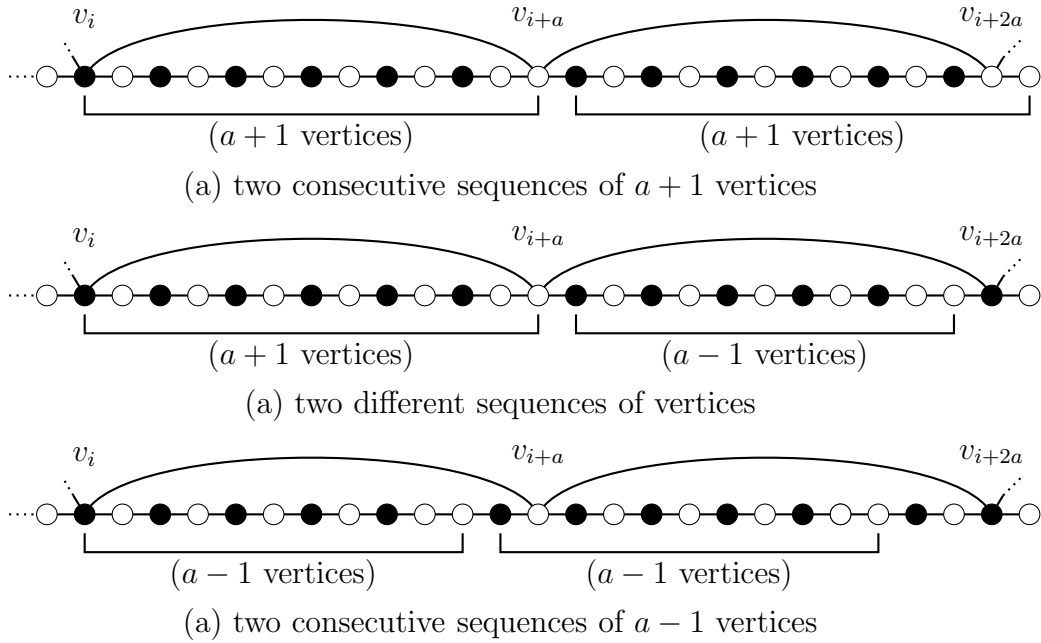 v_i v_{i+a} v_{i+2a}
(a + 1 vertices) (a + 1 vertices)
(a) two consecutive sequences of a + 1 vertices
v_i v_{i+a} v_{i+2a}
(a + 1 vertices) (a − 1 vertices)
(a) two different sequences of vertices
v_i v_{i+a} v_{i+2a}
(a − 1 vertices) (a − 1 vertices)
(a) two consecutive sequences of a − 1 vertices